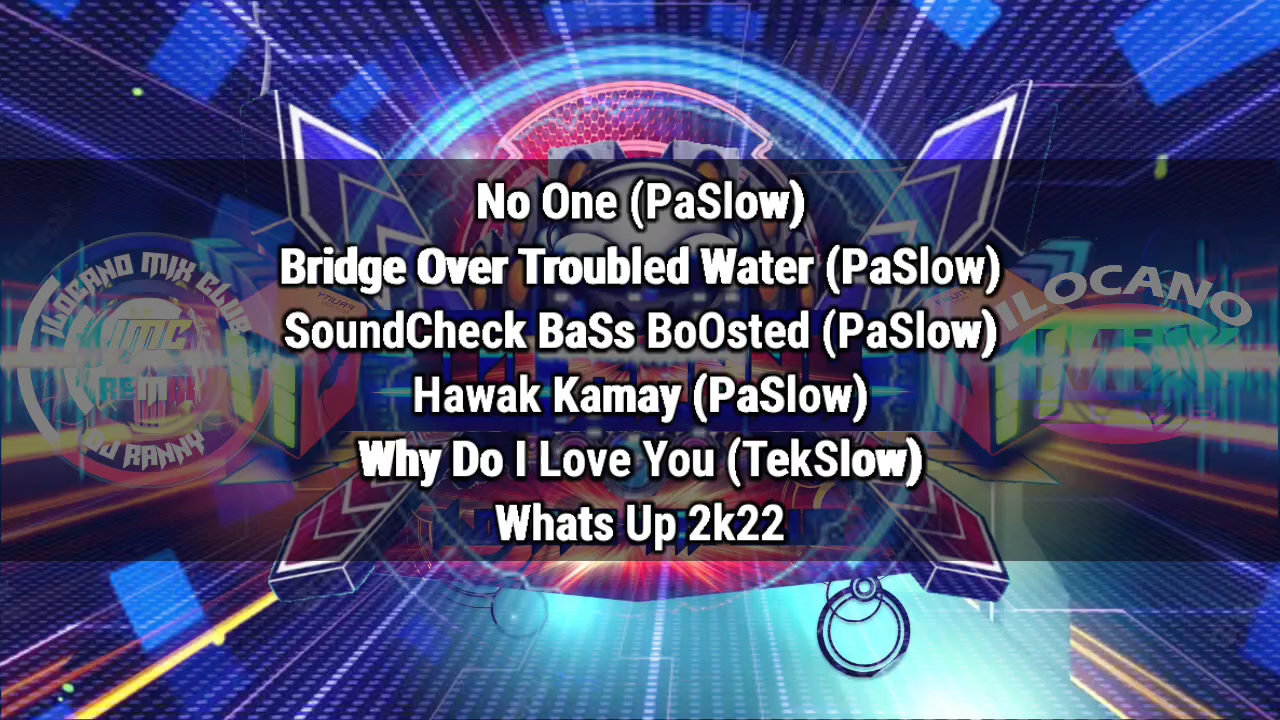 No One (PaSlow)
Bridge Over Troubled Water (PaSlow)
SoundCheck BaSs BoOsted (PaSlow)
Hawak Kamay (PaSlow)
Why Do I Love You (TekSlow)
Whats Up 2k22
ILOCANO MIX CLUB
IMC
REMIX
DJ RANNY
ILOCANO